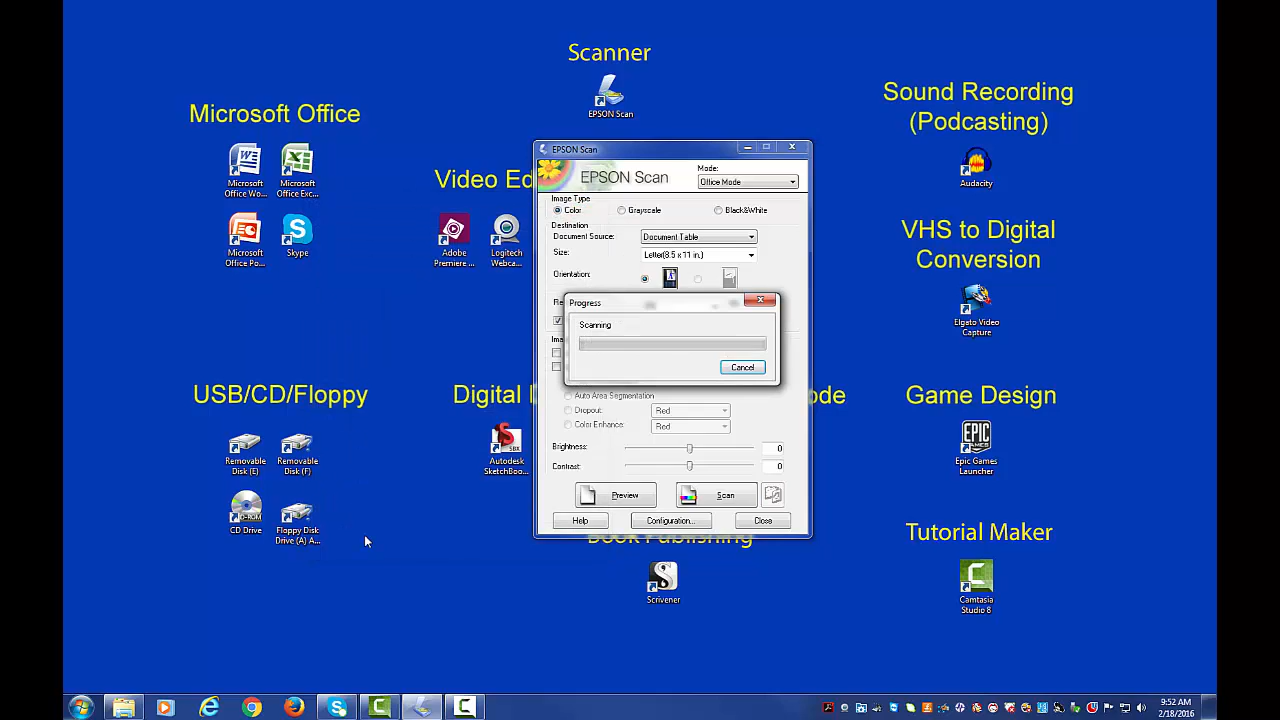 Scanner
EPSON Scan
Microsoft Office
Microsoft Office Wo...
Microsoft Office Exc...
Microsoft Office Po...
Skype
Video Ed
Adobe Premiere ...
Logitech Webca...
Sound Recording
(Podcasting)
Audacity
VHS to Digital
Conversion
Elgato Video Capture
USB/CD/Floppy
Removable Disk (E)
Removable Disk (F)
CD Drive
Floppy Disk Drive (A) A...
Digital
Autodesk SketchBoo...
ode
Game Design
Epic Games Launcher
Book Publishing
Scrivener
Tutorial Maker
Camtasia Studio 8
EPSON Scan
EPSON Scan
Mode:
Office Mode
Image Type
Color
Grayscale
Black&White
Destination
Document Source:
Document Table
Size:
Letter(8.5 x 11 in.)
Orientation:
Progress
Scanning
Cancel
Auto Area Segmentation
Dropout:
Red
Color Enhance:
Red
Brightness:
0
Contrast:
0
Preview
Scan
Help
Configuration...
Close
9:52 AM
2/18/2016